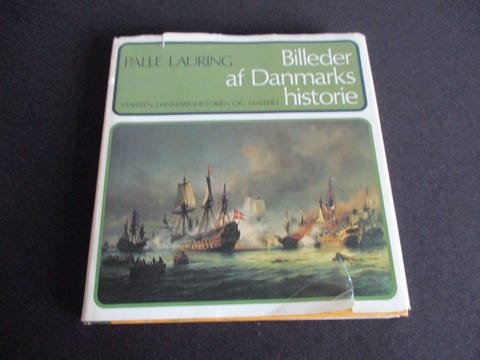 PALLE LAURING
Billeder
af Danmarks
historie
MALEREN, DANMARKSHISTORIEN OG MALERIET